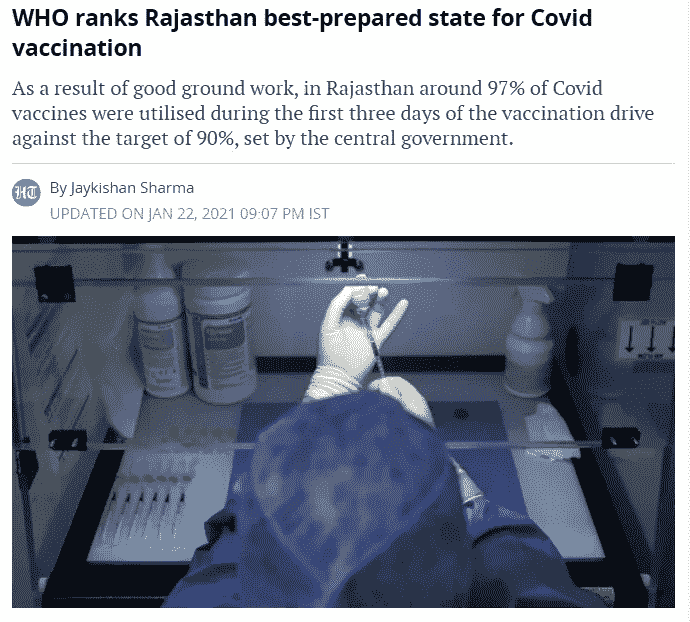 WHO ranks Rajasthan best-prepared state for Covid
vaccination
As a result of good ground work, in Rajasthan around 97% of Covid
vaccines were utilised during the first three days of the vaccination drive
against the target of 90%, set by the central government.
HT
By Jaykishan Sharma
UPDATED ON JAN 22, 2021 09:07 PM IST